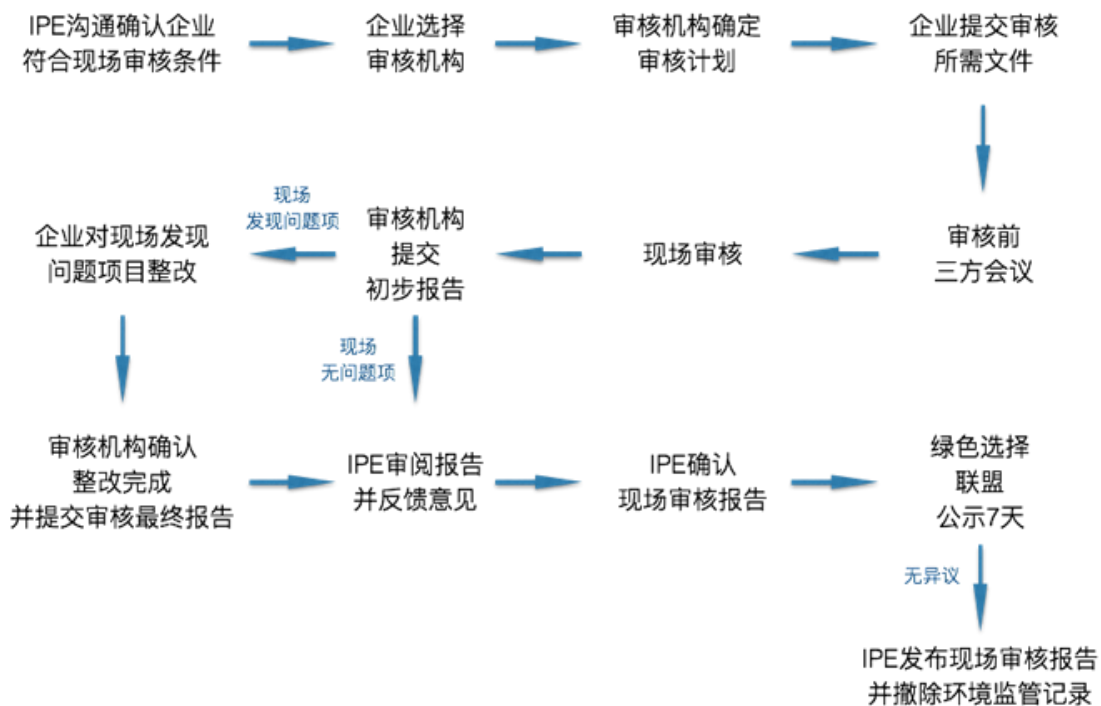 IPE沟通确认企业
符合现场审核条件
企业选择
审核机构
审核机构确定
审核计划
企业提交审核
所需文件
审核前
三方会议
现场审核
审核机构
提交
初步报告
现场
发现问题项
企业对现场发现
问题项目整改
现场
无问题项
审核机构确认
整改完成
并提交审核最终报告
IPE审阅报告
并反馈意见
IPE确认
现场审核报告
绿色选择
联盟
公示7天
无异议
IPE发布现场审核报告
并撤除环境监管记录